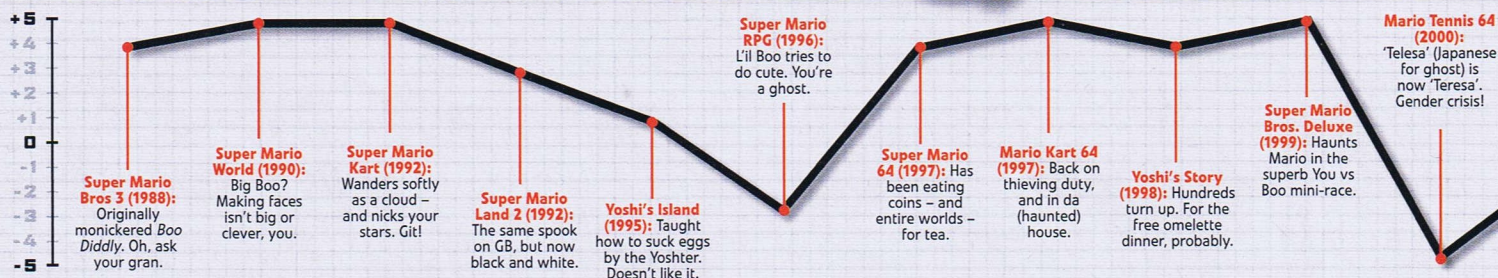 +5
+4
+3
+2
+1
0
-1
-2
-3
-4
-5
Super Mario
Bros 3 (1988):
Originally
monickered Boo
Diddly. Oh, ask
your gran.
Super Mario
World (1990):
Big Boo?
Making faces
isn't big or
clever, you.
Super Mario
Kart (1992):
Wanders softly
as a cloud –
and nicks your
stars. Git!
Super Mario
Land 2 (1992):
The same spook
on GB, but now
black and white.
Yoshi's Island
(1995): Taught
how to suck eggs
by the Yoshter.
Doesn't like it.
Super Mario
RPG (1996):
L'il Boo tries to
do cute. You're
a ghost.
Super Mario
64 (1997): Has
been eating
coins – and
entire worlds –
for tea.
Mario Kart 64
(1997): Back on
thieving duty,
and in da
(haunted)
house.
Yoshi's Story
(1998): Hundreds
turn up. For the
free omelette
dinner, probably.
Super Mario
Bros. Deluxe
(1999): Haunts
Mario in the
superb You vs
Boo mini-race.
Mario Tennis 64
(2000):
'Telesa' (Japanese
for ghost) is
now 'Teresa'.
Gender crisis!